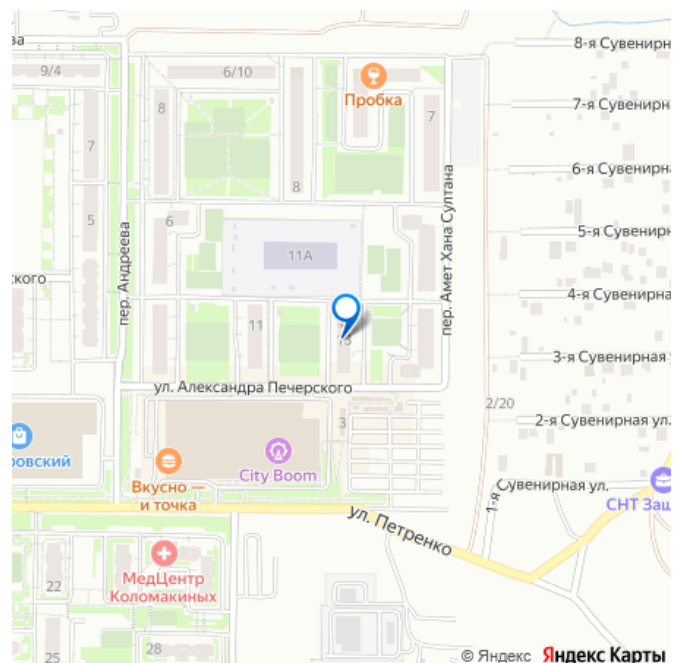 ва
8-я Сувенирн
9/4
6/10
Пробка
8
7
7-я Сувенирн
7
8
6-я Сувенирна
пер. Амет Хана Султана
5
6
5-я Сувенирн
пер. Андреева
11А
ского
4-я Сувенирна
11
13
3-я Сувенирная
ул. Александра Печерского
2/20
3
2-я Сувенирная ул.
ровский
City Boom
Вкусно —
и точка
1-я Сувенирная ул.
СНТ Защ
ул. Петренко
МедЦентр
Коломакиных
22
25
28
© Яндекс Яндекс Карты